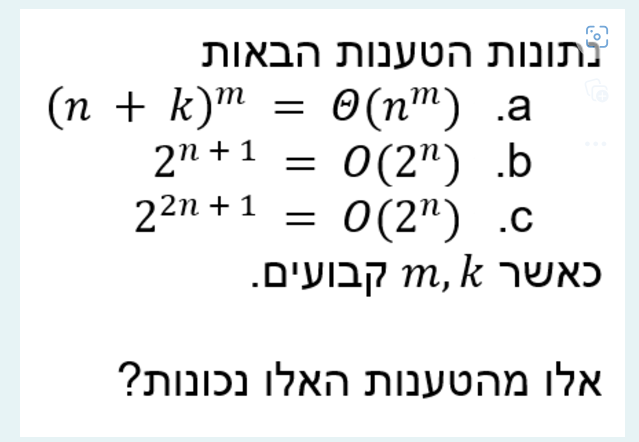 נתונות הטענות הבאות
a. (n + k)^m = Θ(n^m)
b. 2^{n + 1} = O(2^n)
c. 2^{2n + 1} = O(2^n)
כאשר m, k קבועים.
אלו מהטענות האלו נכונות?